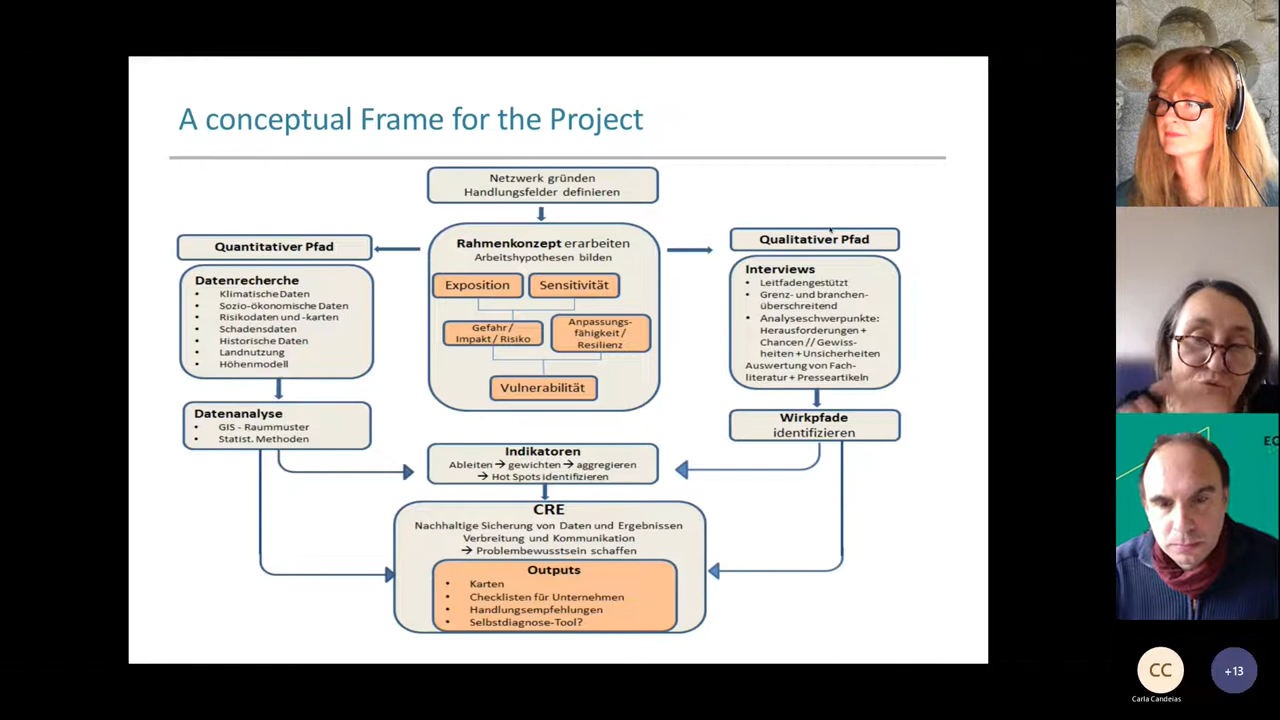 A conceptual Frame for the Project
Netzwerk gründen
Handlungsfelder definieren
Quantitativer Pfad
Datenrecherche
• Klimatische Daten
• Sozio-ökonomische Daten
• Risikodaten und -karten
• Schadensdaten
• Historische Daten
• Landnutzung
• Höhenmodell
Datenanalyse
• GIS - Raummuster
• Statist. Methoden
Rahmenkonzept erarbeiten
Arbeitshypothesen bilden
Exposition
Sensitivität
Gefahr /
Impakt / Risiko
Anpassungs-
fähigkeit /
Resilienz
Vulnerabilität
Qualitativer Pfad
Interviews
• Leitfadengestützt
• Grenz- und branchen-
überschreitend
• Analyseschwerpunkte:
Herausforderungen +
Chancen // Gewiss-
heiten + Unsicherheiten
Auswertung von Fach-
literatur + Presseartikeln
Wirkpfade
identifizieren
Indikatoren
Ableiten → gewichten → aggregieren
→ Hot Spots identifizieren
CRE
Nachhaltige Sicherung von Daten und Ergebnissen
Verbreitung und Kommunikation
→ Problembewusstsein schaffen
Outputs
• Karten
• Checklisten für Unternehmen
• Handlungsempfehlungen
• Selbstdiagnose-Tool?
EC
CC
Carla Candeias
+13